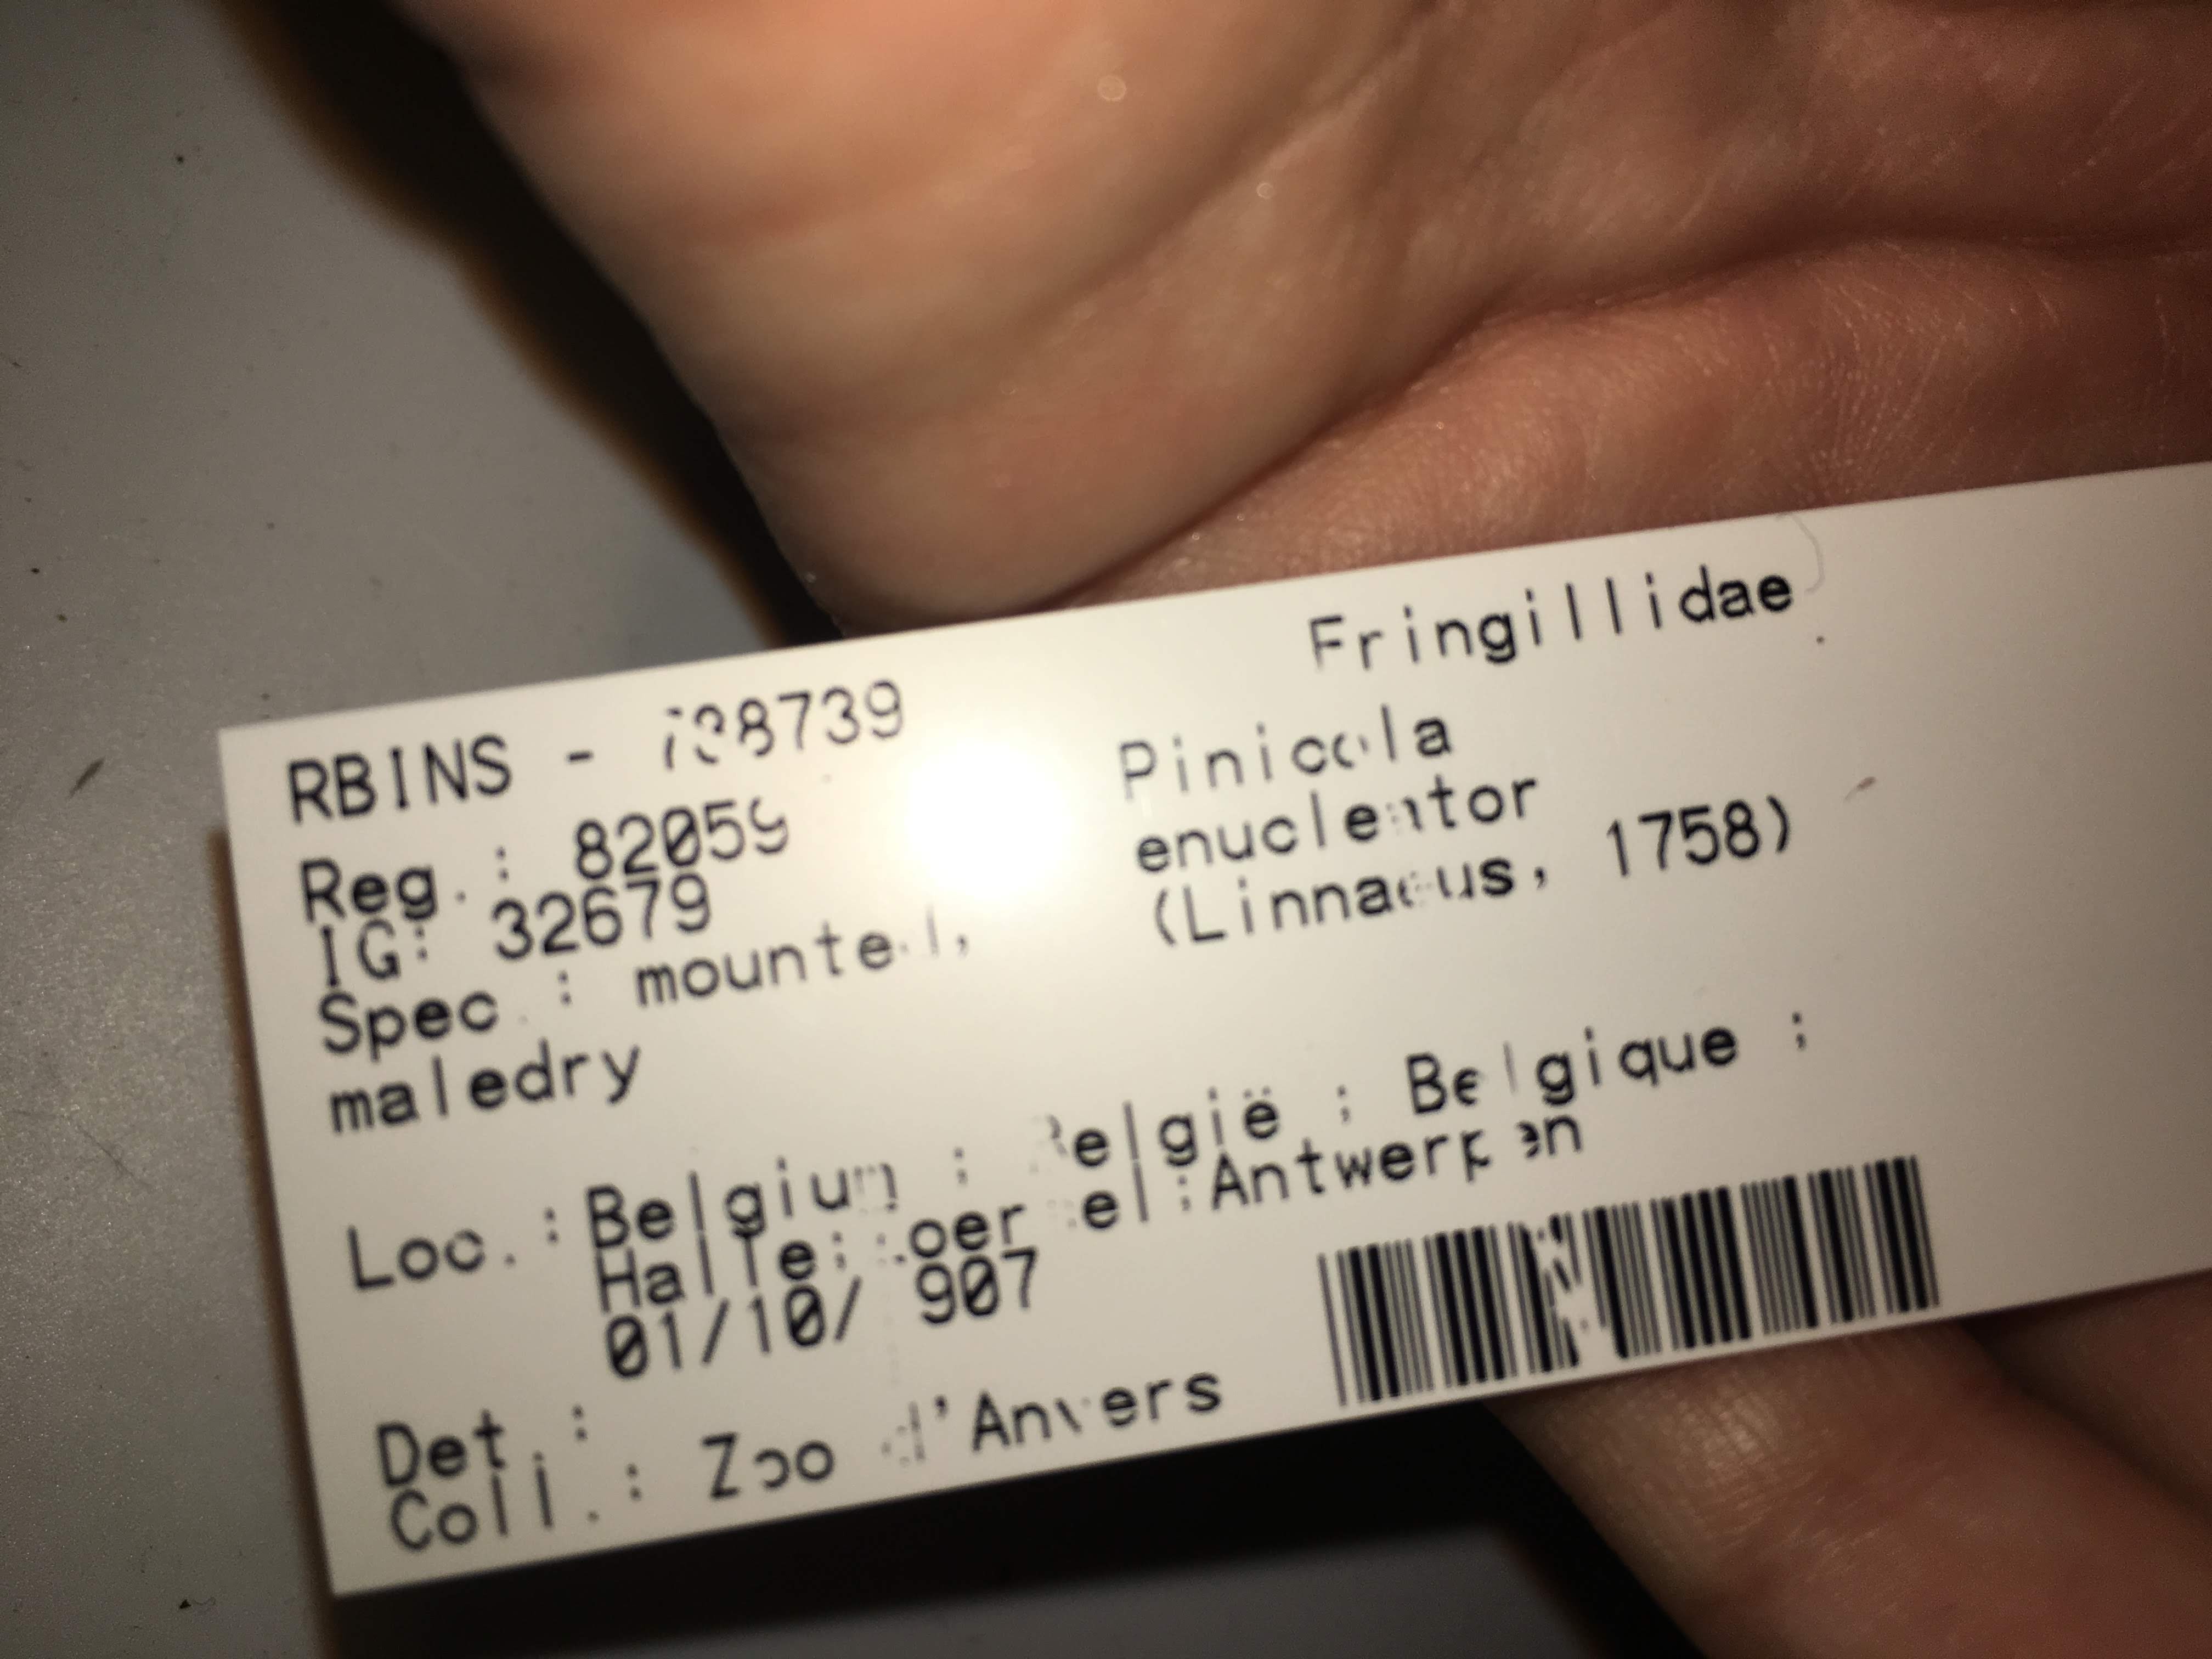 Fringillidae
RBINS -
Pinicola
Reg. : 82059
enucleator
IG: 32679
(Linnaeus, 1758)
Spec. : mounted,
maledry
Loc. : Belgium : België : Belgique :
Antwerpen
01/10/ 907
Det. :
Coll. : Zoo d'Anvers